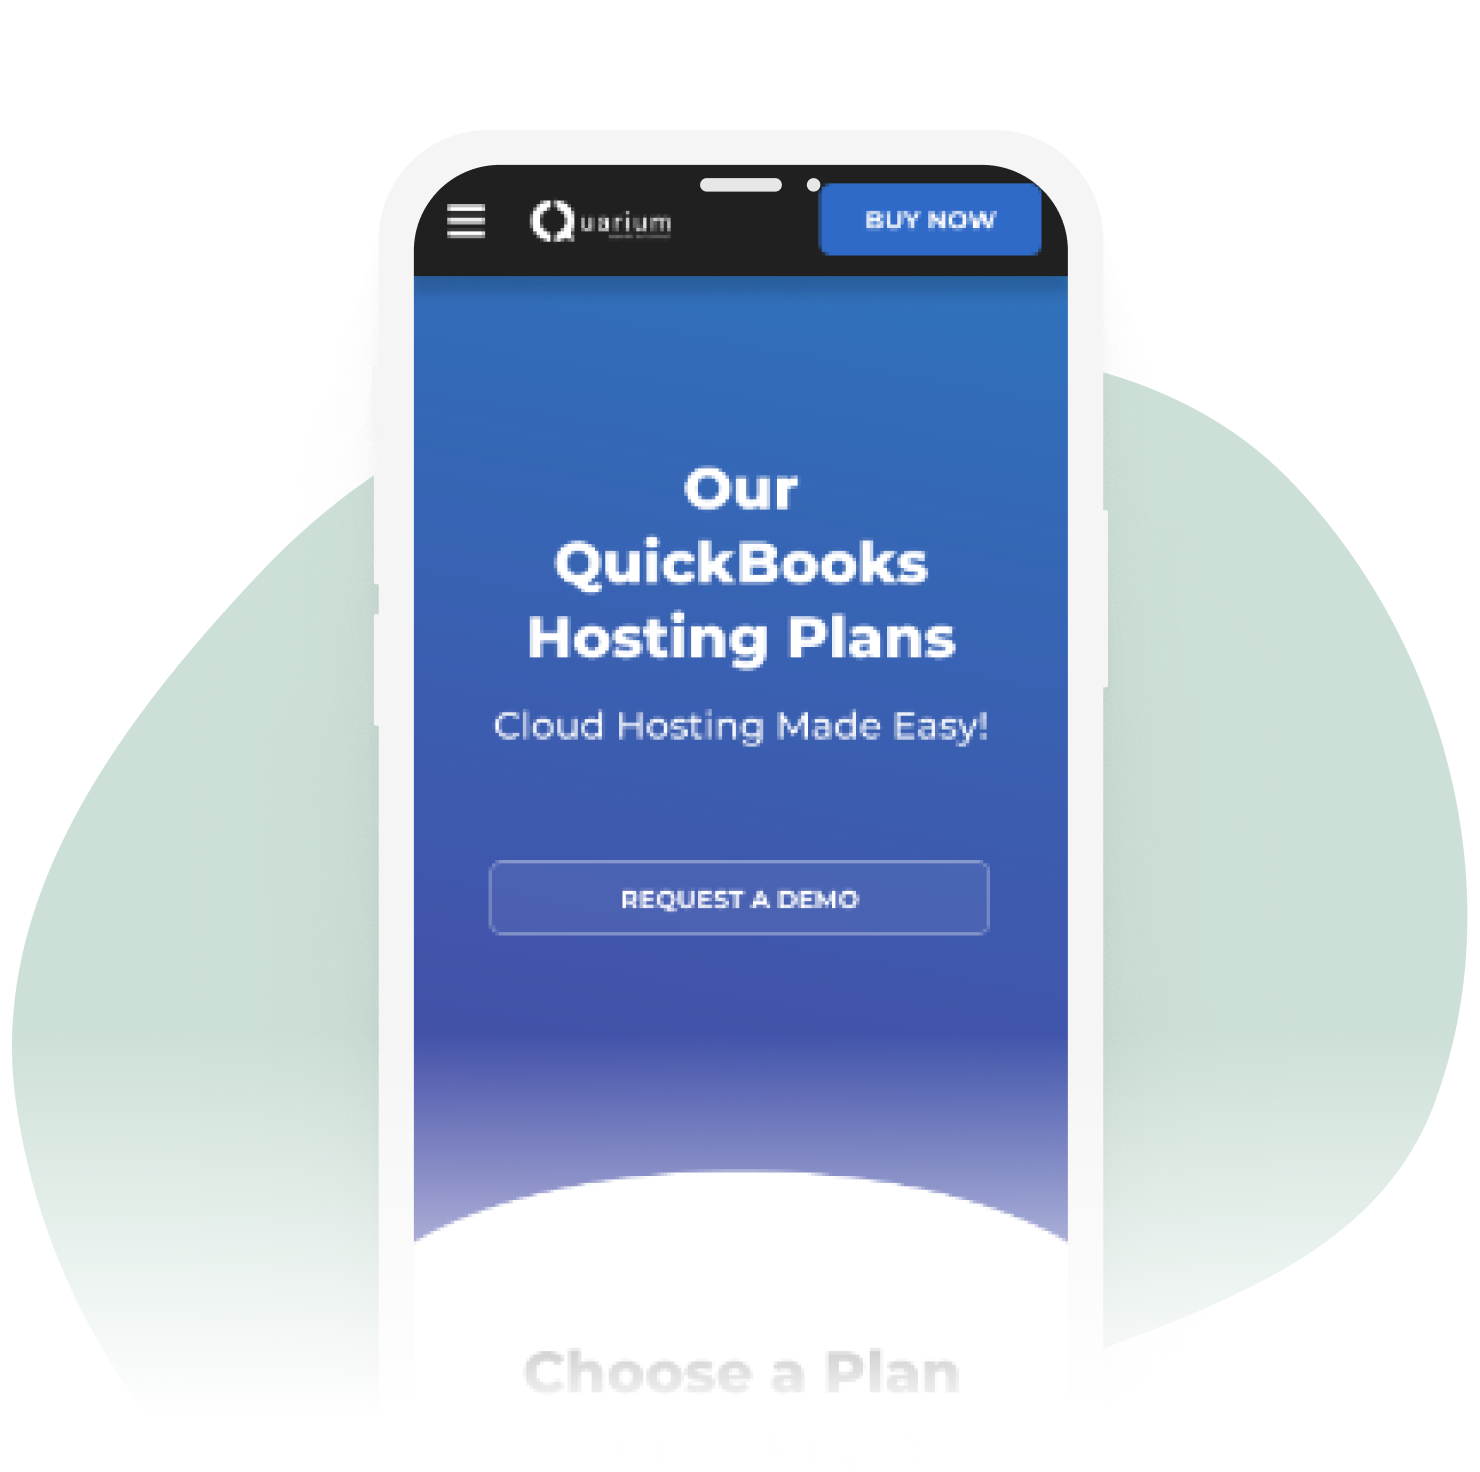 Quarium
BUY NOW
Our
QuickBooks
Hosting Plans
Cloud Hosting Made Easy!
REQUEST A DEMO
Choose a Plan